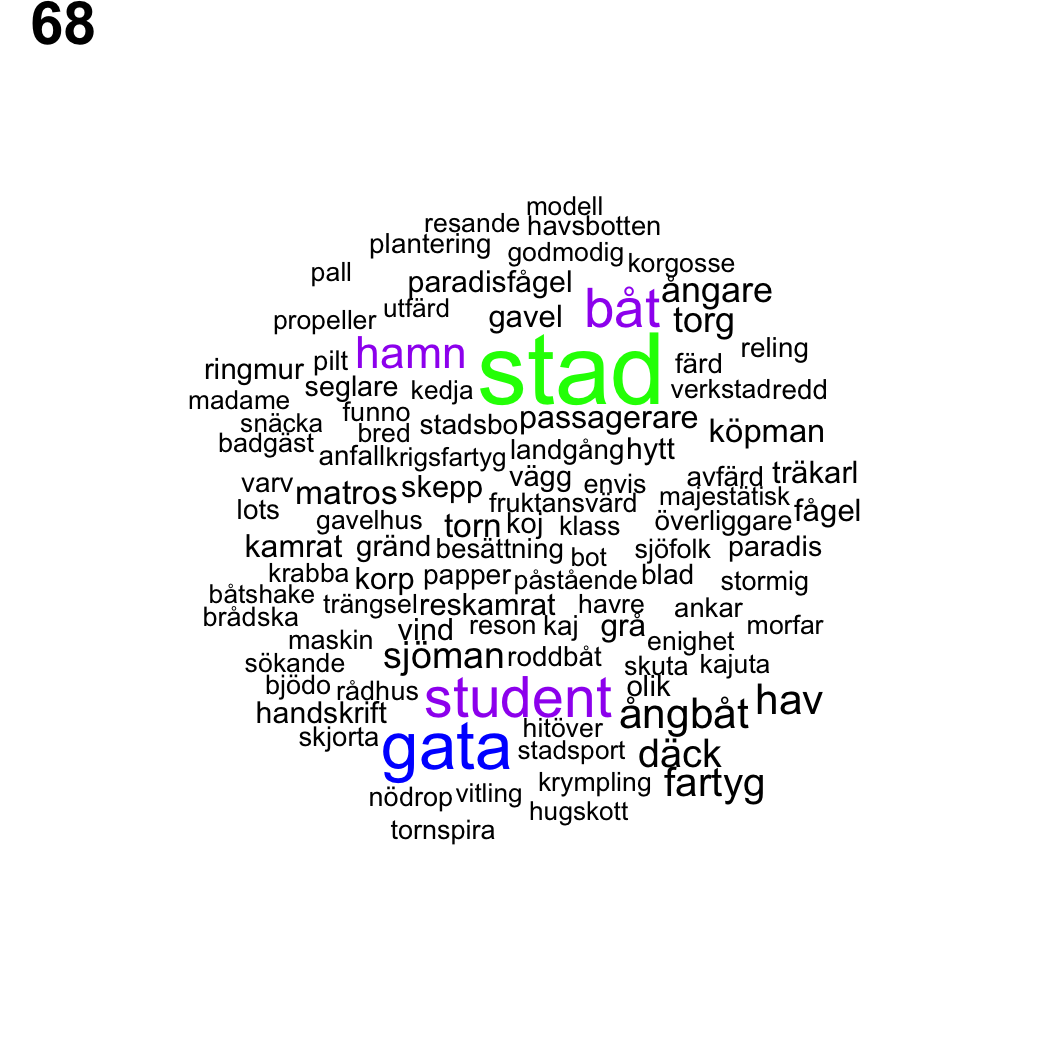 68
modell
resande havsbotten
plantering godmodig korgosse
pall paradisfågel ångare
propeller utfärd gavel båt torg
ringmur pilt hamn stad färd reling
madame seglare kedja verkstad redd
snäcka funno stadsbo passagerare köpman
badgäst bred landgång hytt
anfall krigsfartyg vägg envis avfärd träkarl
varv matros skepp fruktansvärd majestätisk fågel
lots gavelhus torn koj klass överliggare
kamrat gränd besättning bot sjöfolk paradis
krabba korp papper påstående blad stormig
båtshake trängsel reskamrat havre ankar
brådska vind reson kaj grå morfar
maskin sjöman roddbåt enighet
sökande skuta kajuta
bjödo rådhus student olik hav
handskrift ångbåt
skjorta gata hitöver stadsport däck
nödrop vitling krympling fartyg
hugskott
tornspira